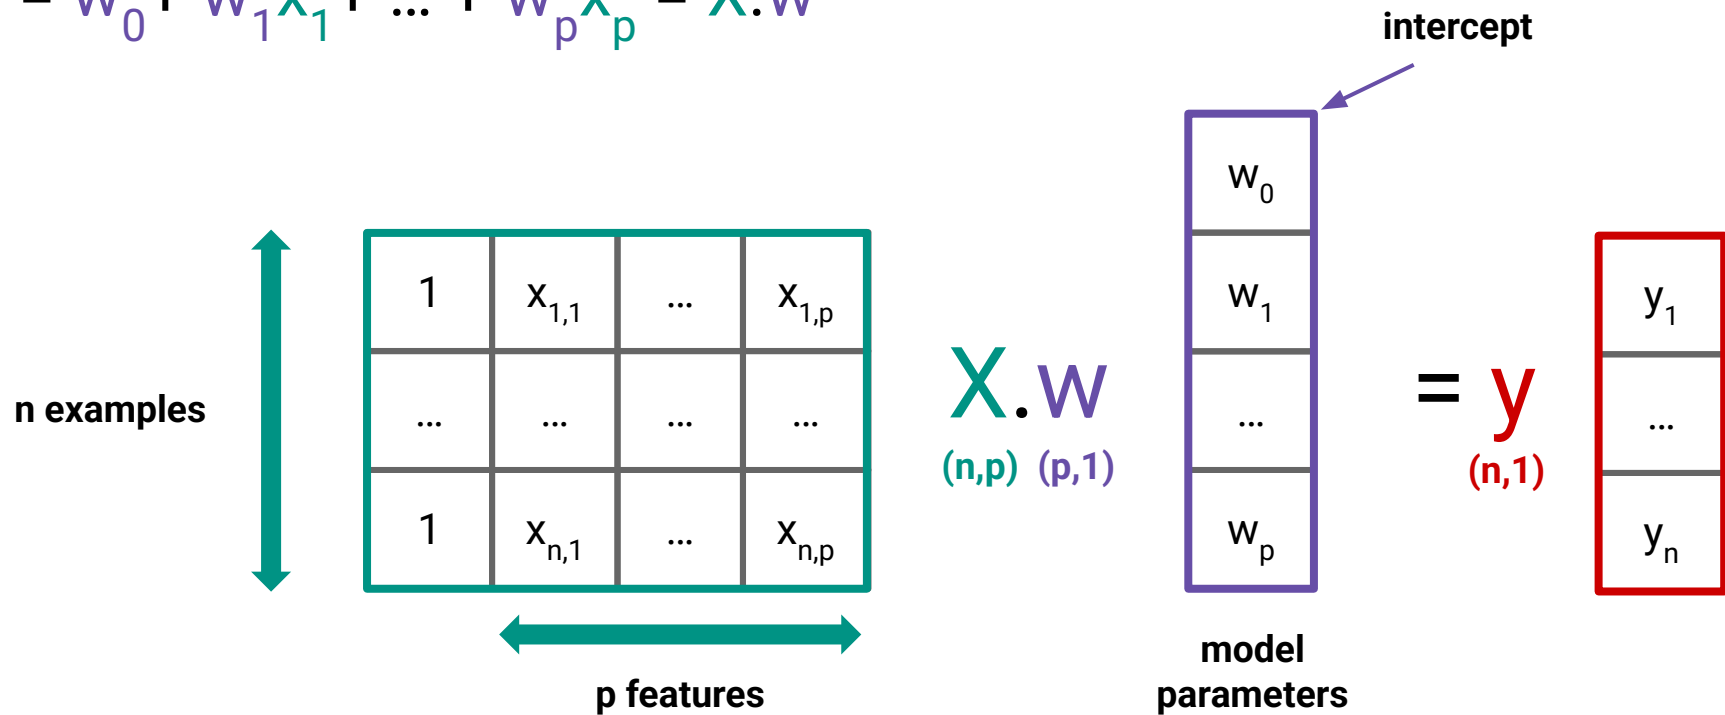 = w0 + w1x1 + ... + wpxp = X.w
intercept
w0
1 x1,1 ... x1,p
w1
y1
n examples
... ... ... ...
X.w
...
= y
...
(n,p) (p,1)
(n,1)
1 xn,1 ... xn,p
wp
yn
p features
model
parameters